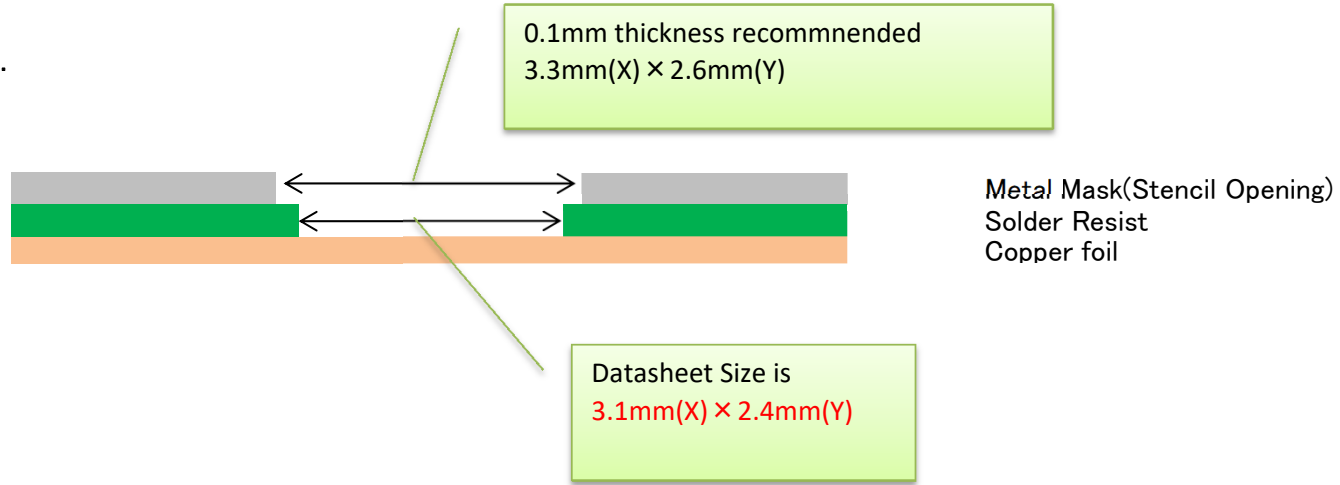 0.1mm thickness recommnended
3.3mm(X) × 2.6mm(Y)
.
Metal Mask(Stencil Opening)
Solder Resist
Copper foil
Datasheet Size is
3.1mm(X) × 2.4mm(Y)